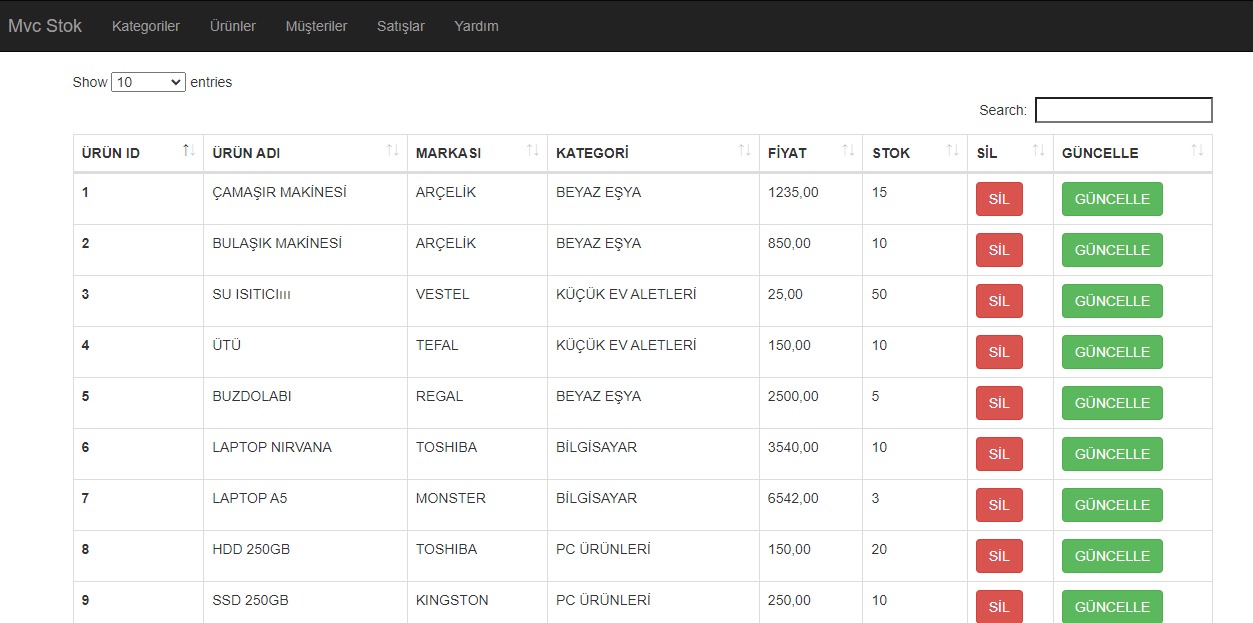 Mvc Stok Kategoriler Ürünler Müşteriler Satışlar Yardım
Show 10 entries
Search:
ÜRÜN ID ÜRÜN ADI MARKASI KATEGORİ FİYAT STOK SİL GÜNCELLE
1 ÇAMAŞIR MAKİNESİ ARÇELİK BEYAZ EŞYA 1235,00 15 SİL GÜNCELLE
2 BULAŞIK MAKİNESİ ARÇELİK BEYAZ EŞYA 850,00 10 SİL GÜNCELLE
3 SU ISITICIııı VESTEL KÜÇÜK EV ALETLERİ 25,00 50 SİL GÜNCELLE
4 ÜTÜ TEFAL KÜÇÜK EV ALETLERİ 150,00 10 SİL GÜNCELLE
5 BUZDOLABI REGAL BEYAZ EŞYA 2500,00 5 SİL GÜNCELLE
6 LAPTOP NIRVANA TOSHIBA BİLGİSAYAR 3540,00 10 SİL GÜNCELLE
7 LAPTOP A5 MONSTER BİLGİSAYAR 6542,00 3 SİL GÜNCELLE
8 HDD 250GB TOSHIBA PC ÜRÜNLERİ 150,00 20 SİL GÜNCELLE
9 SSD 250GB KINGSTON PC ÜRÜNLERİ 250,00 10 SİL GÜNCELLE